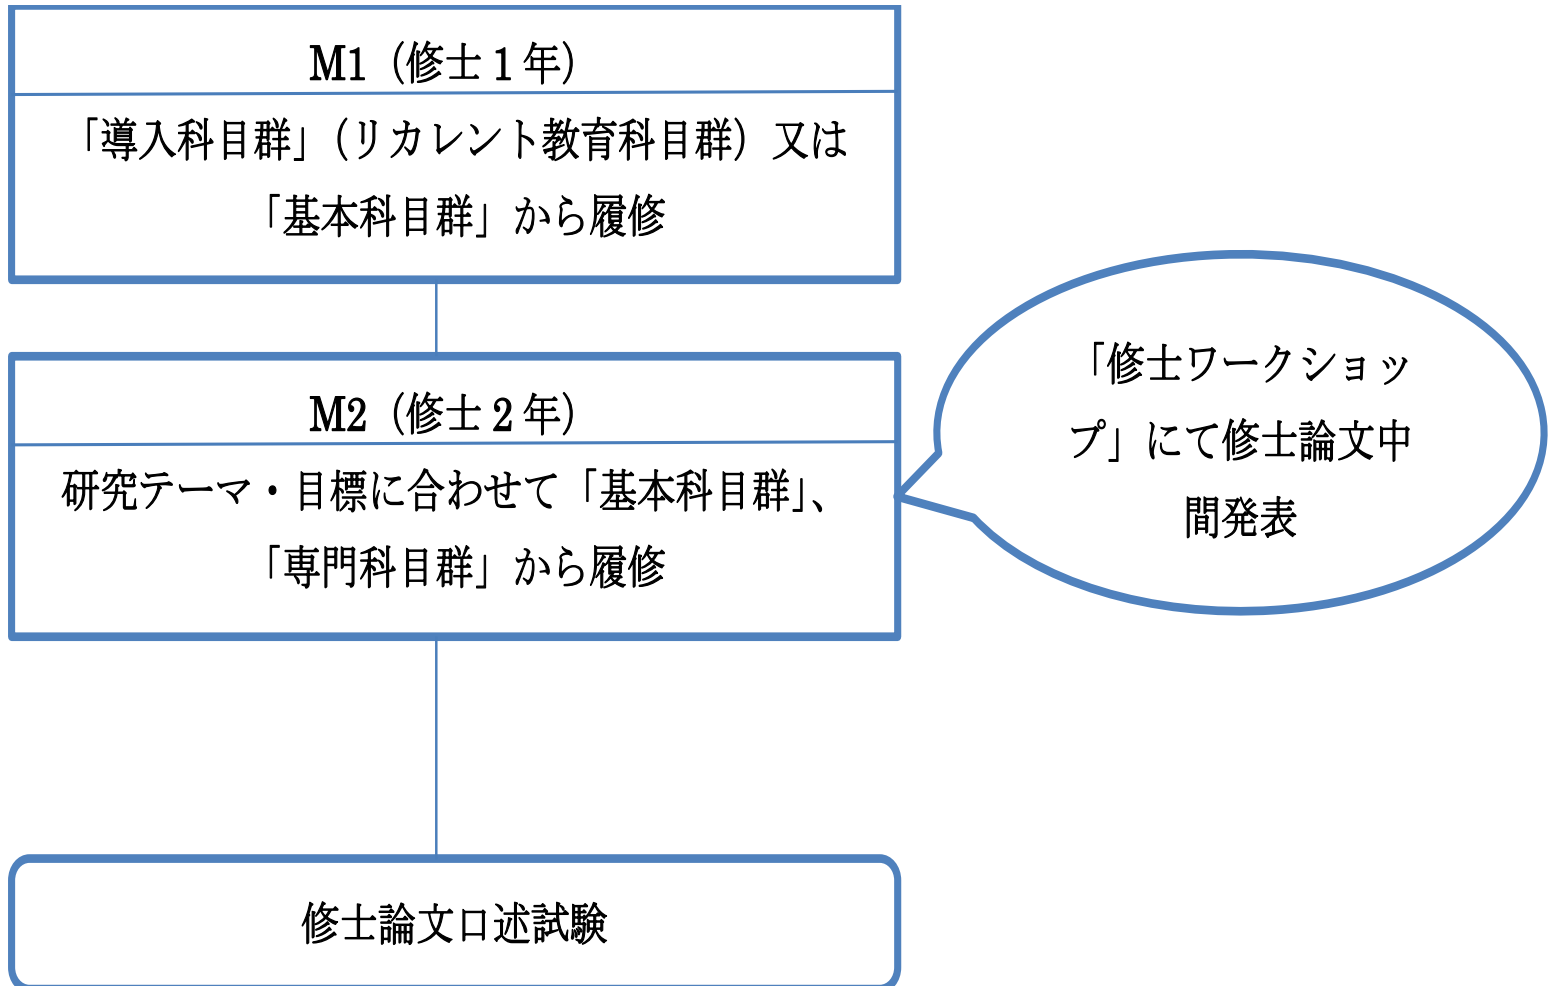 M1（修士1年）
「導入科目群」（リカレント教育科目群）又は
「基本科目群」から履修
M2（修士2年）
研究テーマ・目標に合わせて「基本科目群」、
「専門科目群」から履修
「修士ワークショッ
プ」にて修士論文中
間発表
修士論文口述試験